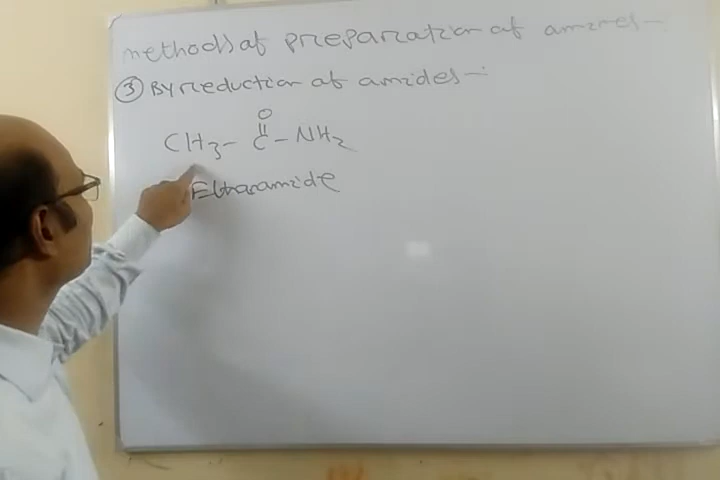 methods of preparation of amines :-
③ By reduction of amides -:
O
||
CH3 - C - NH2
Ethanamide